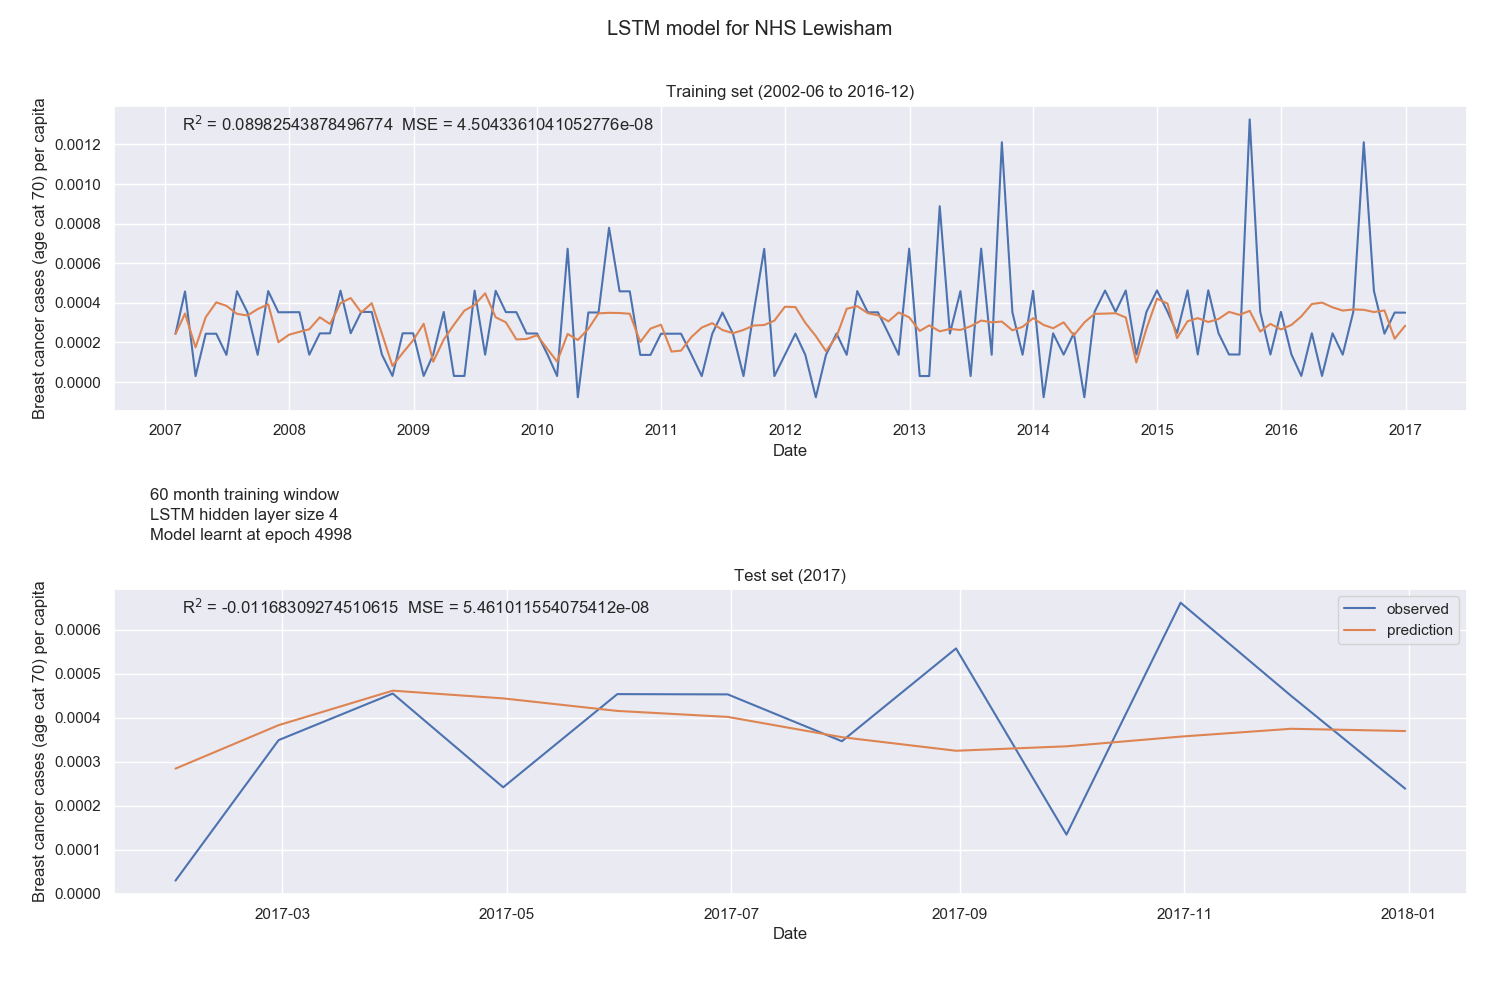 LSTM model for NHS Lewisham
Training set (2002-06 to 2016-12)
R² = 0.08982543878496774 MSE = 4.5043361041052776e-08
Breast cancer cases (age cat 70) per capita
0.0012
0.0010
0.0008
0.0006
0.0004
0.0002
0.0000
2007 2008 2009 2010 2011 2012 2013 2014 2015 2016 2017
Date
60 month training window
LSTM hidden layer size 4
Model learnt at epoch 4998
Test set (2017)
R² = -0.01168309274510615 MSE = 5.461011554075412e-08
observed
prediction
Breast cancer cases (age cat 70) per capita
0.0006
0.0005
0.0004
0.0003
0.0002
0.0001
0.0000
2017-03 2017-05 2017-07 2017-09 2017-11 2018-01
Date